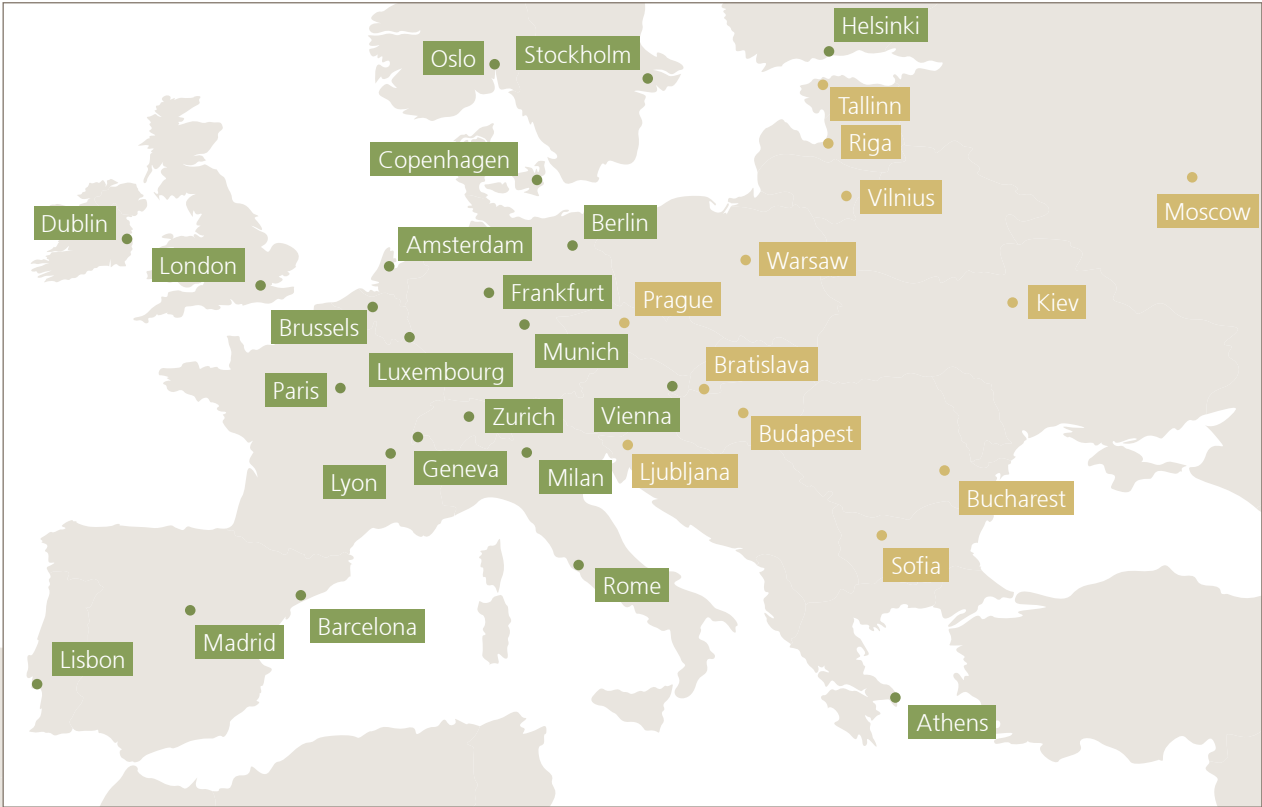 Helsinki
Oslo
Stockholm
Tallinn
Riga
Copenhagen
Vilnius
Moscow
Dublin
Berlin
Amsterdam
London
Warsaw
Frankfurt
Prague
Kiev
Brussels
Munich
Luxembourg
Bratislava
Paris
Zurich
Vienna
Budapest
Geneva
Ljubljana
Milan
Lyon
Bucharest
Sofia
Rome
Barcelona
Madrid
Lisbon
Athens